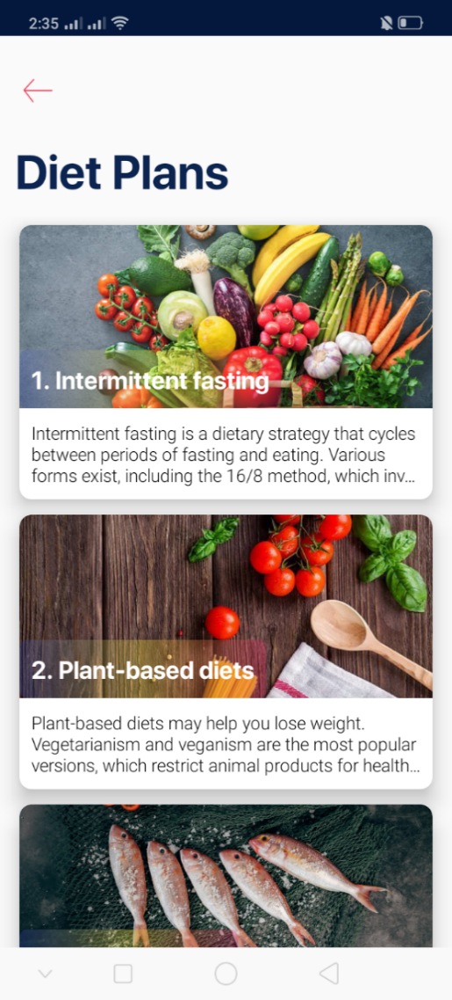 2:35
Diet Plans
1. Intermittent fasting
Intermittent fasting is a dietary strategy that cycles
between periods of fasting and eating. Various
forms exist, including the 16/8 method, which inv...
2. Plant-based diets
Plant-based diets may help you lose weight.
Vegetarianism and veganism are the most popular
versions, which restrict animal products for health...